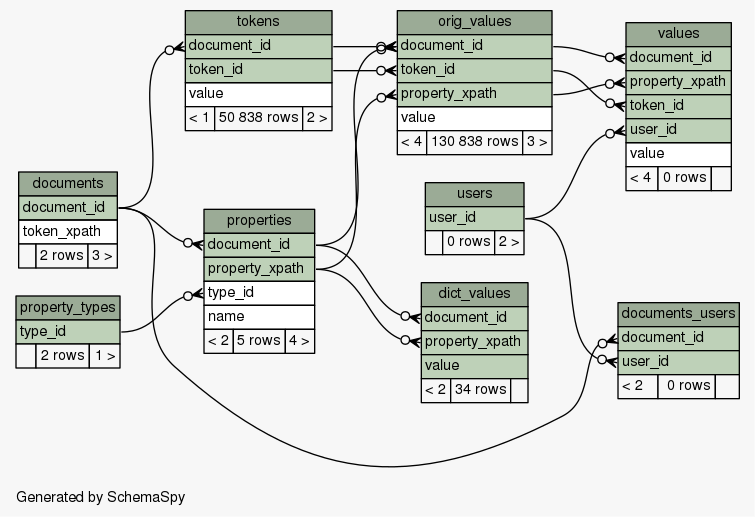 tokens
document_id
token_id
value
< 1 50 838 rows 2 >
orig_values
document_id
token_id
property_xpath
value
< 4 130 838 rows 3 >
values
document_id
property_xpath
token_id
user_id
value
< 4 0 rows
documents
document_id
token_xpath
2 rows 3 >
properties
document_id
property_xpath
type_id
name
< 2 5 rows 4 >
users
user_id
0 rows 2 >
property_types
type_id
2 rows 1 >
dict_values
document_id
property_xpath
value
< 2 34 rows
documents_users
document_id
user_id
< 2 0 rows
Generated by SchemaSpy